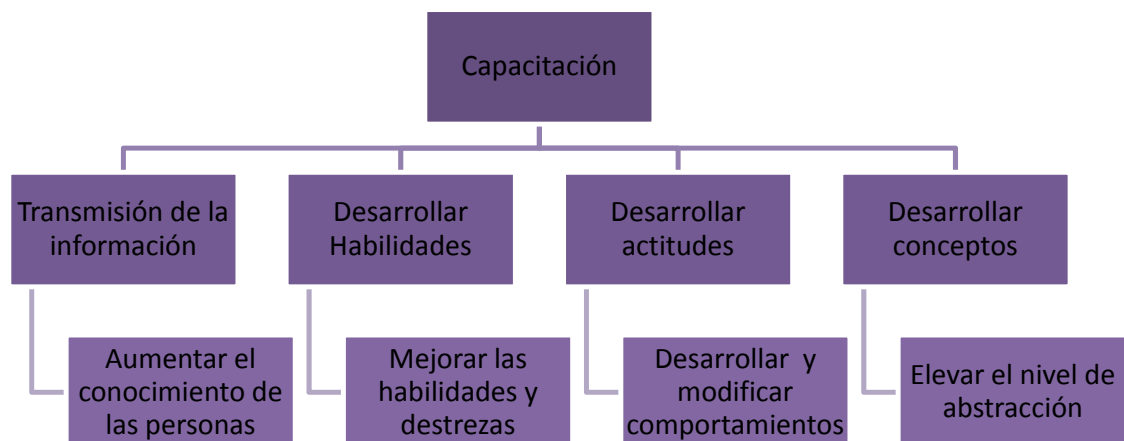 Capacitación
Transmisión de la
información
Desarrollar
Habilidades
Desarrollar
actitudes
Desarrollar
conceptos
Aumentar el
conocimiento de
las personas
Mejorar las
habilidades y
destrezas
Desarrollar y
modificar
comportamientos
Elevar el nivel de
abstracción